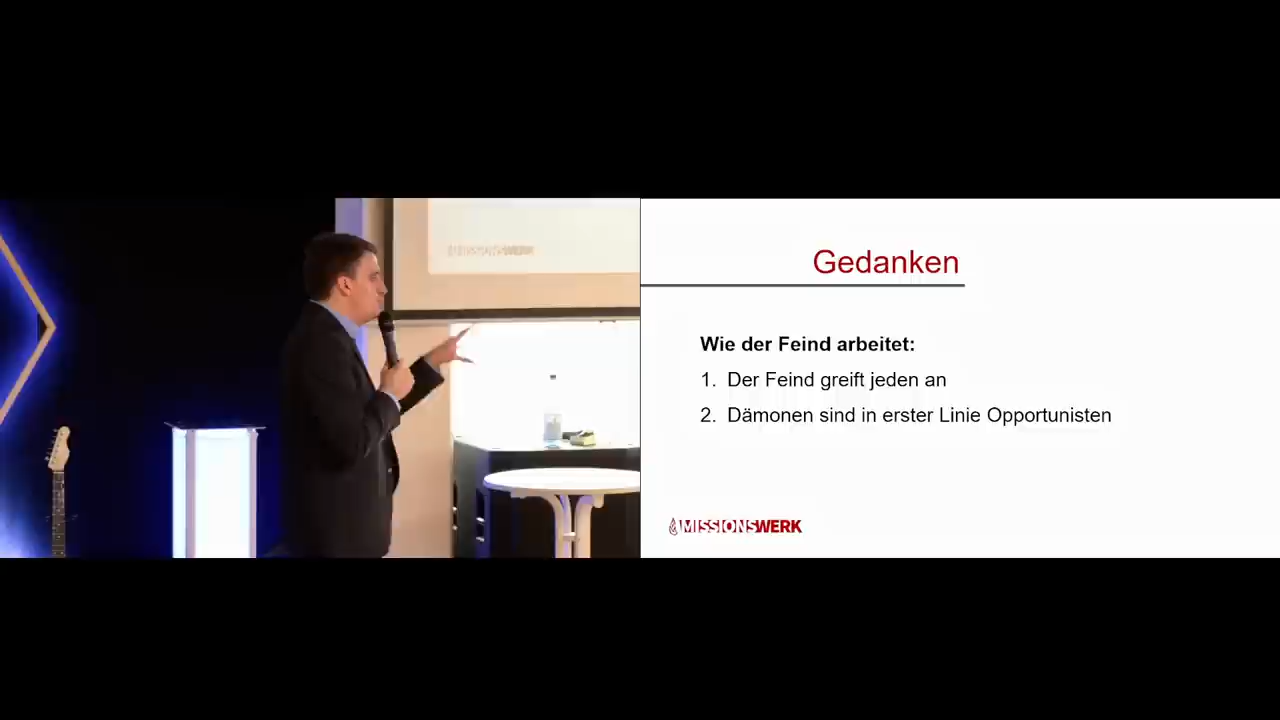 MISSIONSWERK
Gedanken
Wie der Feind arbeitet:
1. Der Feind greift jeden an
2. Dämonen sind in erster Linie Opportunisten
MISSIONSWERK